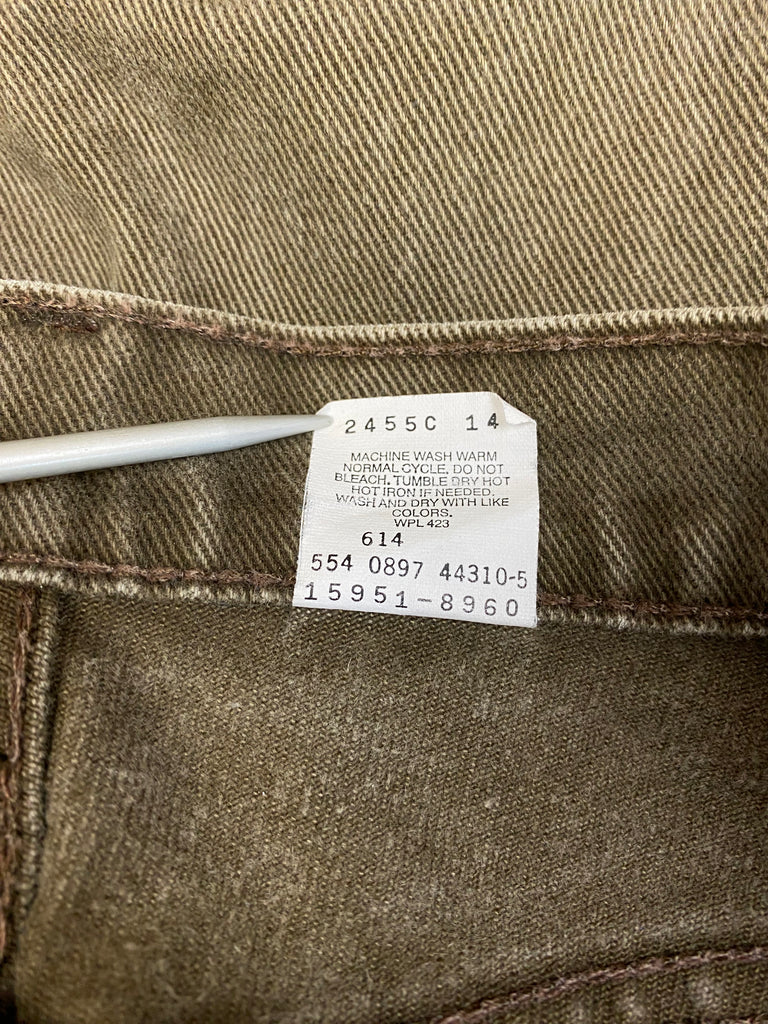 2455C 14
MACHINE WASH WARM
NORMAL CYCLE. DO NOT
BLEACH. TUMBLE DRY HOT
HOT IRON IF NEEDED.
WASH AND DRY WITH LIKE
COLORS.
WPL 423
614
554 0897 44310-5
15951-8960